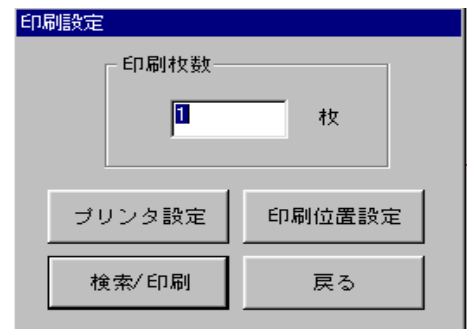 印刷設定
印刷枚数
1 枚
プリンタ設定 印刷位置設定
検索/印刷 戻る